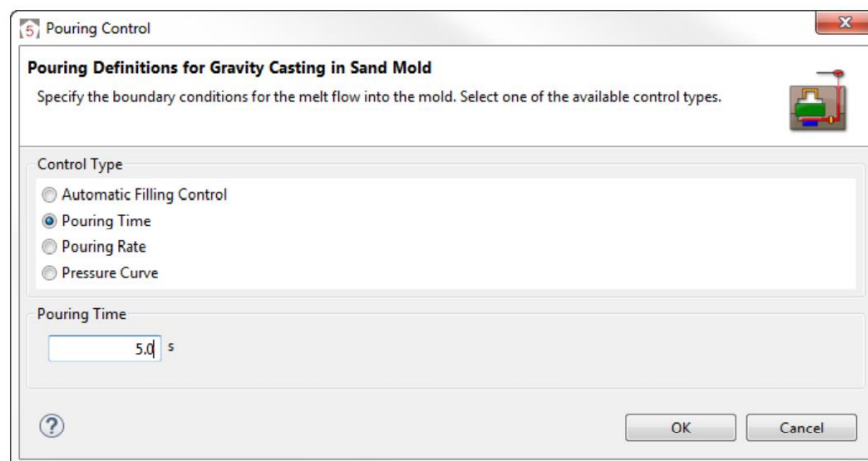 5 Pouring Control
Pouring Definitions for Gravity Casting in Sand Mold
Specify the boundary conditions for the melt flow into the mold. Select one of the available control types.
Control Type
Automatic Filling Control
Pouring Time
Pouring Rate
Pressure Curve
Pouring Time
5.0 s
? OK Cancel